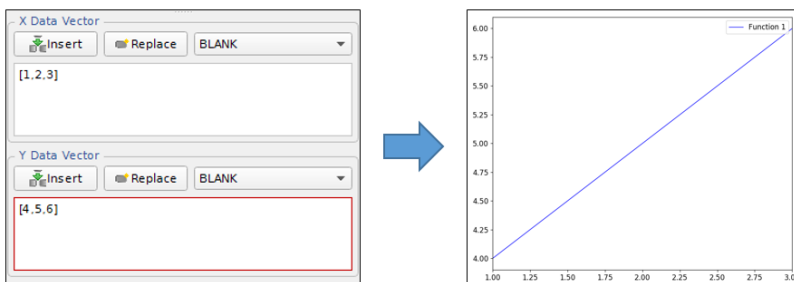 X Data Vector
Insert Replace BLANK
[1,2,3]
Y Data Vector
Insert Replace BLANK
[4,5,6]
Function 1
6.00
5.75
5.50
5.25
5.00
4.75
4.50
4.25
4.00
1.00 1.25 1.50 1.75 2.00 2.25 2.50 2.75 3.0